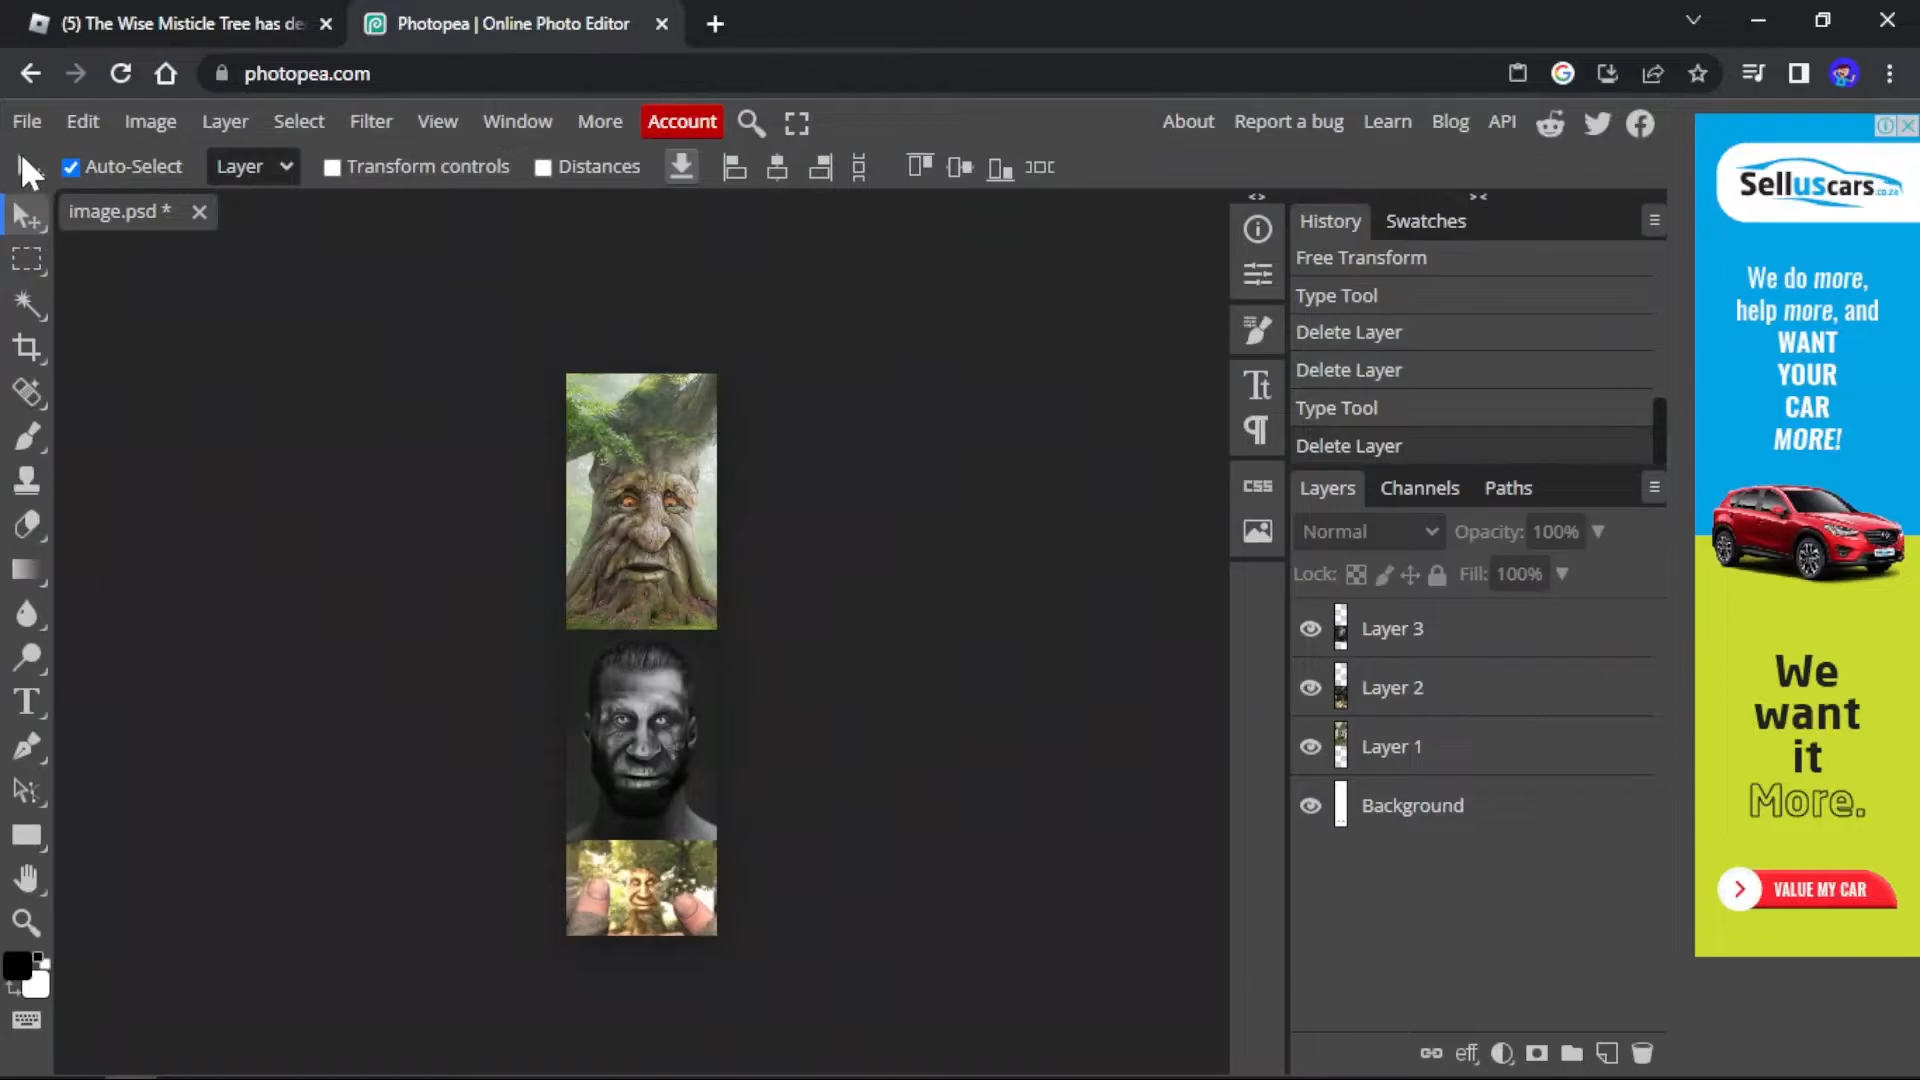 (5) The Wise Misticle Tree has de
Photopea | Online Photo Editor
photopea.com
File Edit Image Layer Select Filter View Window More Account
About Report a bug Learn Blog API
Auto-Select Layer Transform controls Distances
image.psd *
History Swatches
Free Transform
Type Tool
Delete Layer
Delete Layer
Type Tool
Delete Layer
CSS
Layers Channels Paths
Normal Opacity: 100%
Lock: Fill: 100%
Layer 3
Layer 2
Layer 1
Background
eff
Selluscars.co.za
We do more,
help more, and
WANT
YOUR
CAR
MORE!
We
want
it
More.
VALUE MY CAR